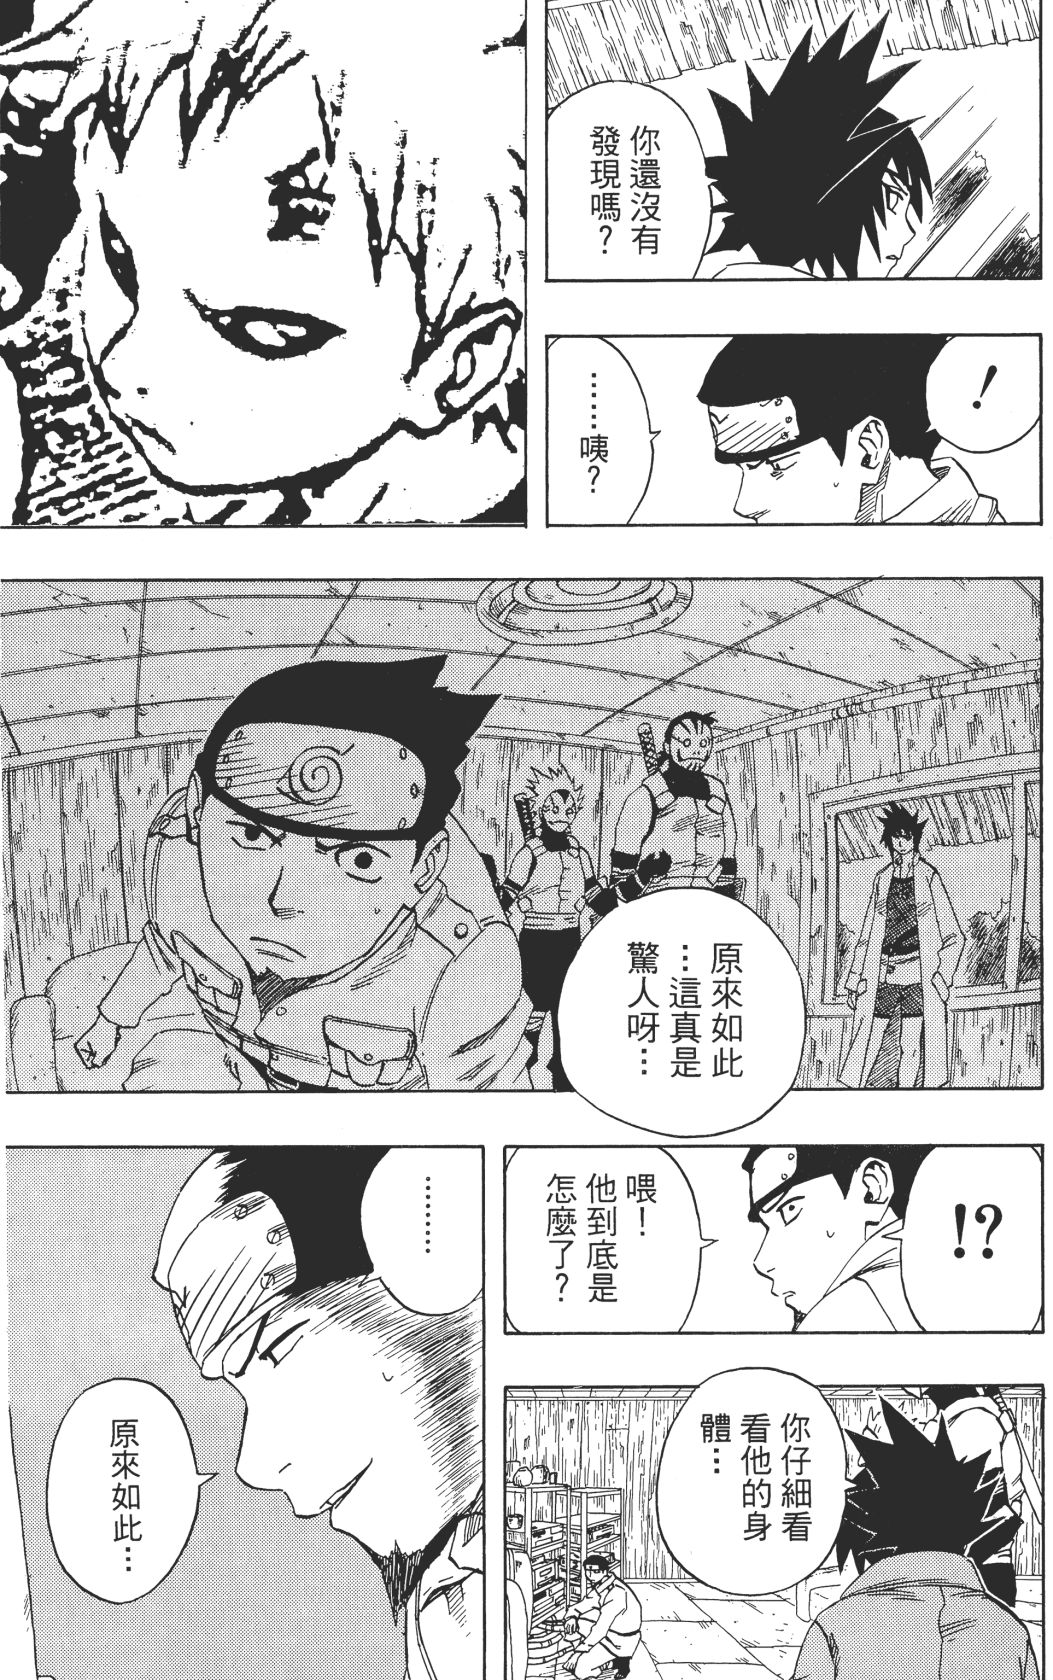 你還沒有
發現嗎?
!
……咦?
原來如此
…這真是
驚人呀…
!?
喂!
他到底是
怎麼了?
你仔細看
看他的身
體…
………
原來如此…